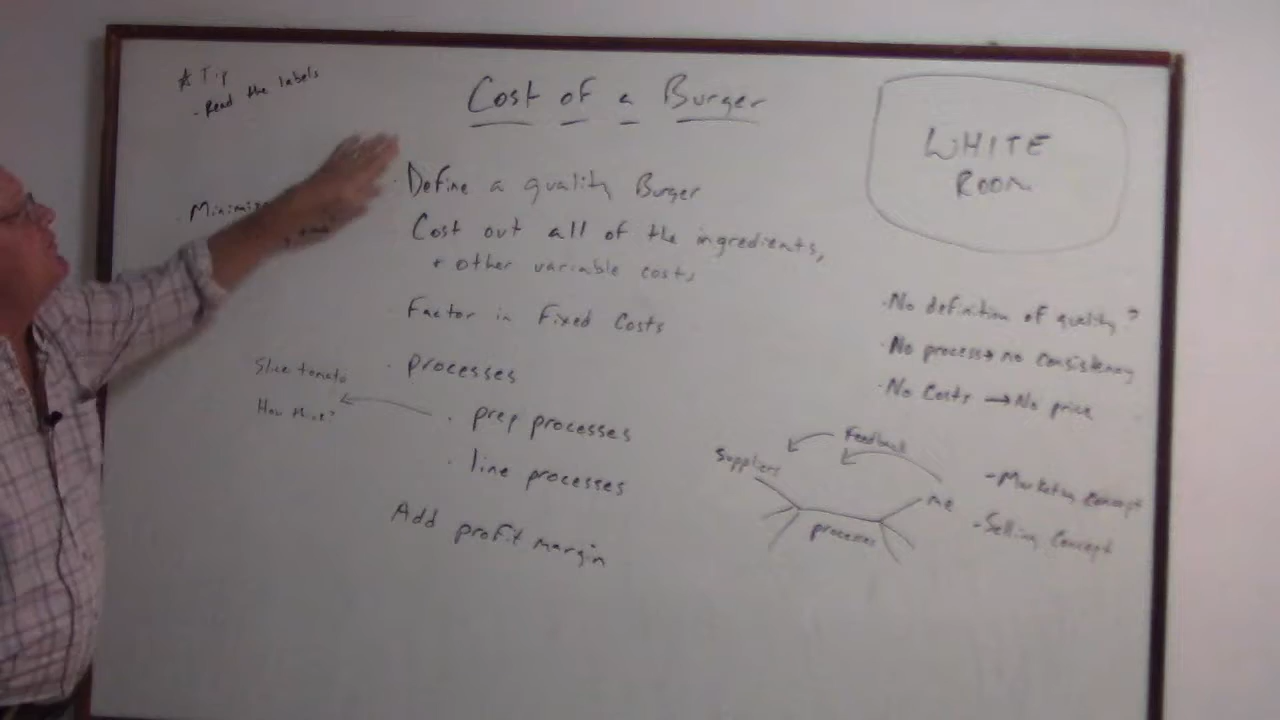 * Tip
- Read the labels
Cost of a Burger
WHITE
ROOM
· Define a quality Burger
· Minimize
Cost out all of the ingredients,
+ other variable costs
· Factor in Fixed Costs
· processes
Slice tomato
· prep processes
· line processes
Add profit margin
· No definition of quality?
· No process → no consistency
· No Costs → No price
Feedback
Suppliers
me
processes
- Marketing Concept
- Selling Concept